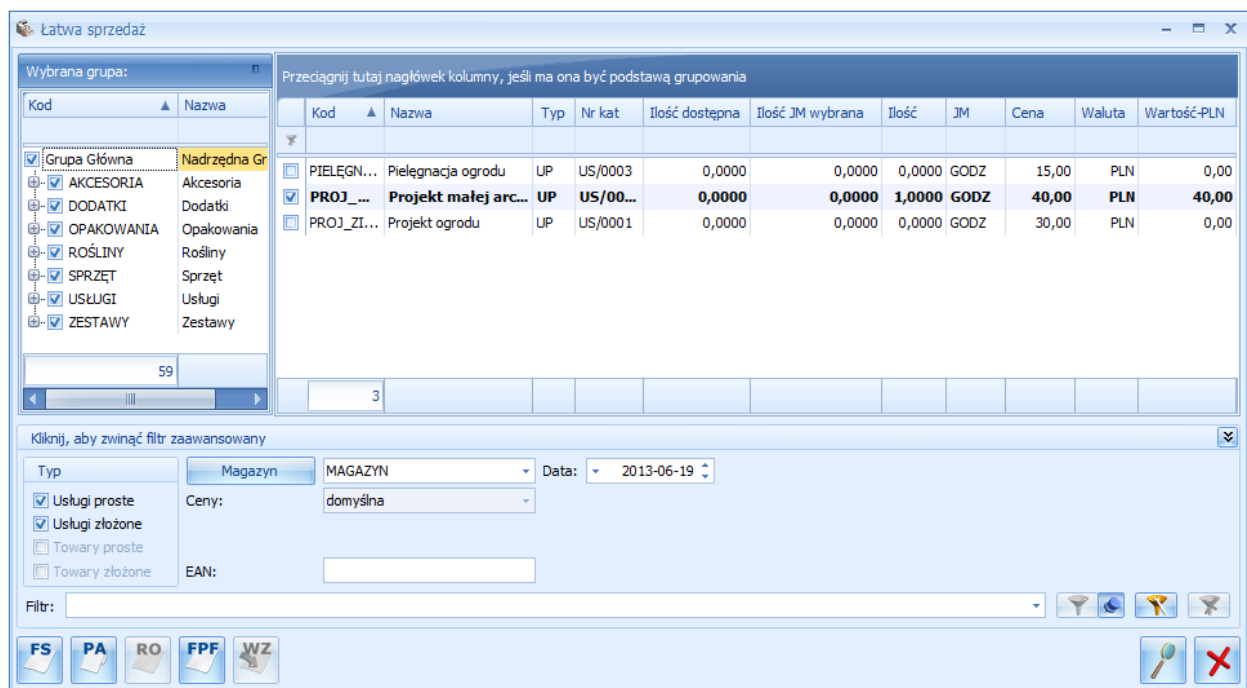 Łatwa sprzedaż
Wybrana grupa:
Kod Nazwa
Grupa Główna Nadrzędna Gr
AKCESORIA Akcesoria
DODATKI Dodatki
OPAKOWANIA Opakowania
ROŚLINY Rośliny
SPRZĘT Sprzęt
USŁUGI Usługi
ZESTAWY Zestawy
59
Przeciągnij tutaj nagłówek kolumny, jeśli ma ona być podstawą grupowania
Kod Nazwa Typ Nr kat Ilość dostępna Ilość JM wybrana Ilość JM Cena Waluta Wartość-PLN
PIELĘGN... Pielęgnacja ogrodu UP US/0003 0,0000 0,0000 0,0000 GODZ 15,00 PLN 0,00
PROJ_... Projekt małej arc... UP US/00... 0,0000 0,0000 1,0000 GODZ 40,00 PLN 40,00
PROJ_ZI... Projekt ogrodu UP US/0001 0,0000 0,0000 0,0000 GODZ 30,00 PLN 0,00
3
Kliknij, aby zwinąć filtr zaawansowany
Typ
Usługi proste
Usługi złożone
Towary proste
Towary złożone
Magazyn MAGAZYN Data: 2013-06-19
Ceny: domyślna
EAN:
Filtr:
FS PA RO FPF WZ